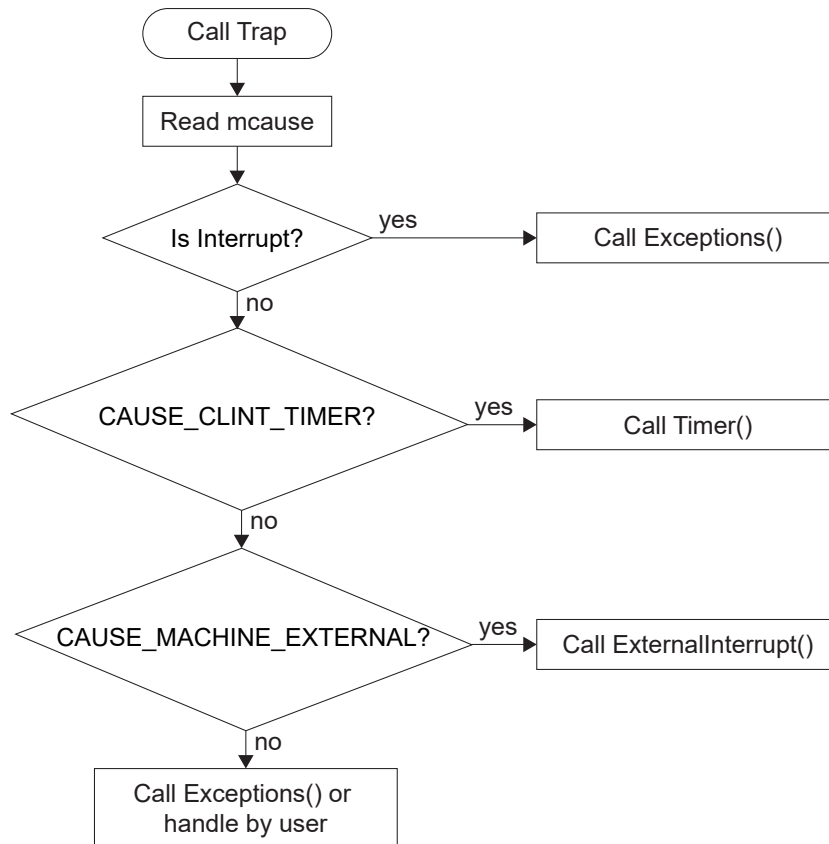 Call Trap
Read mcause
Is Interrupt?
yes
Call Exceptions()
no
CAUSE_CLINT_TIMER?
yes
Call Timer()
no
CAUSE_MACHINE_EXTERNAL?
yes
Call ExternalInterrupt()
no
Call Exceptions() or
handle by user